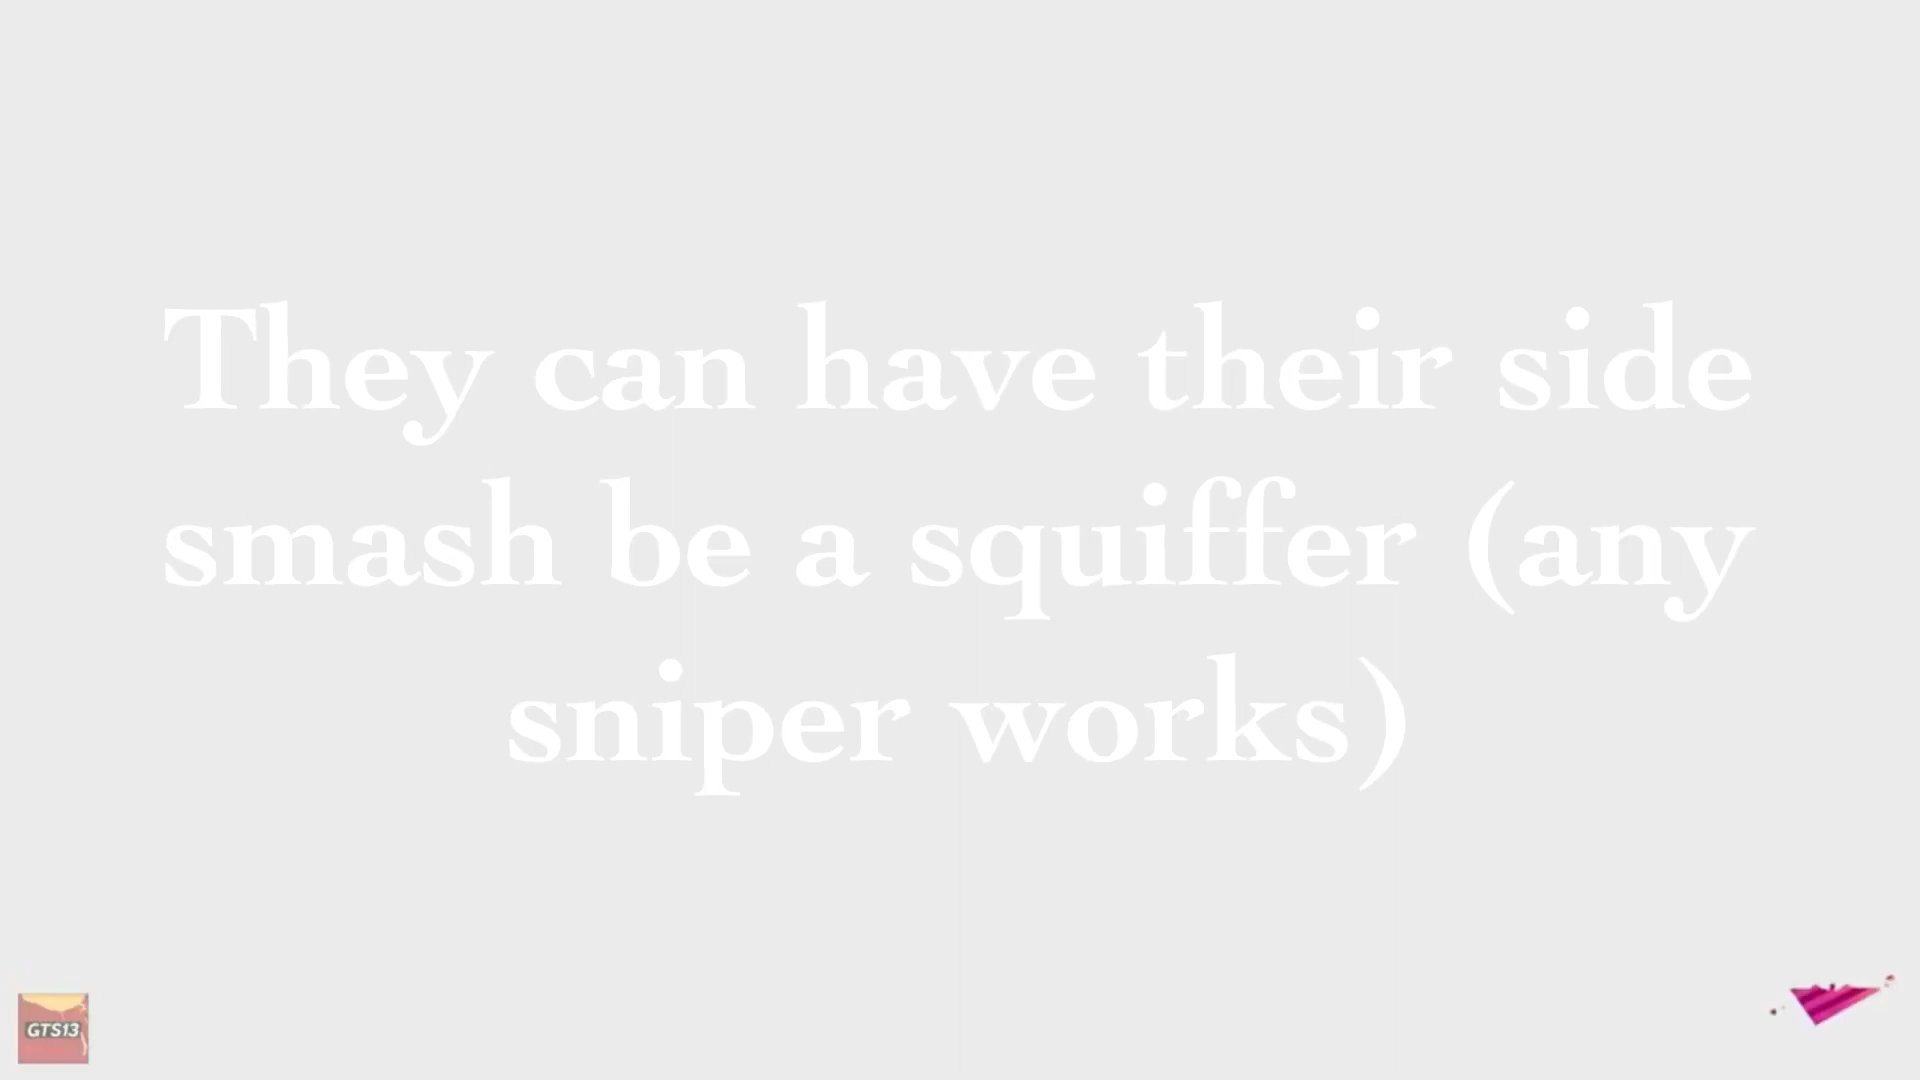 They can have their side
smash be a squiffer (any
sniper works)
GTS13